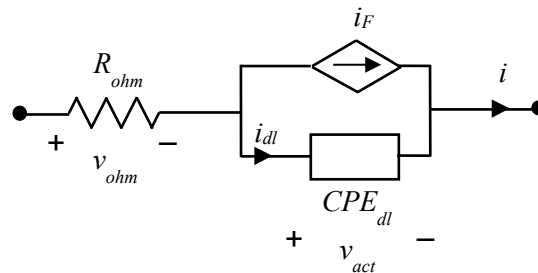 i_F
R_ohm
i
+ −
i_dl
v_ohm
CPE_dl
+ −
v_act